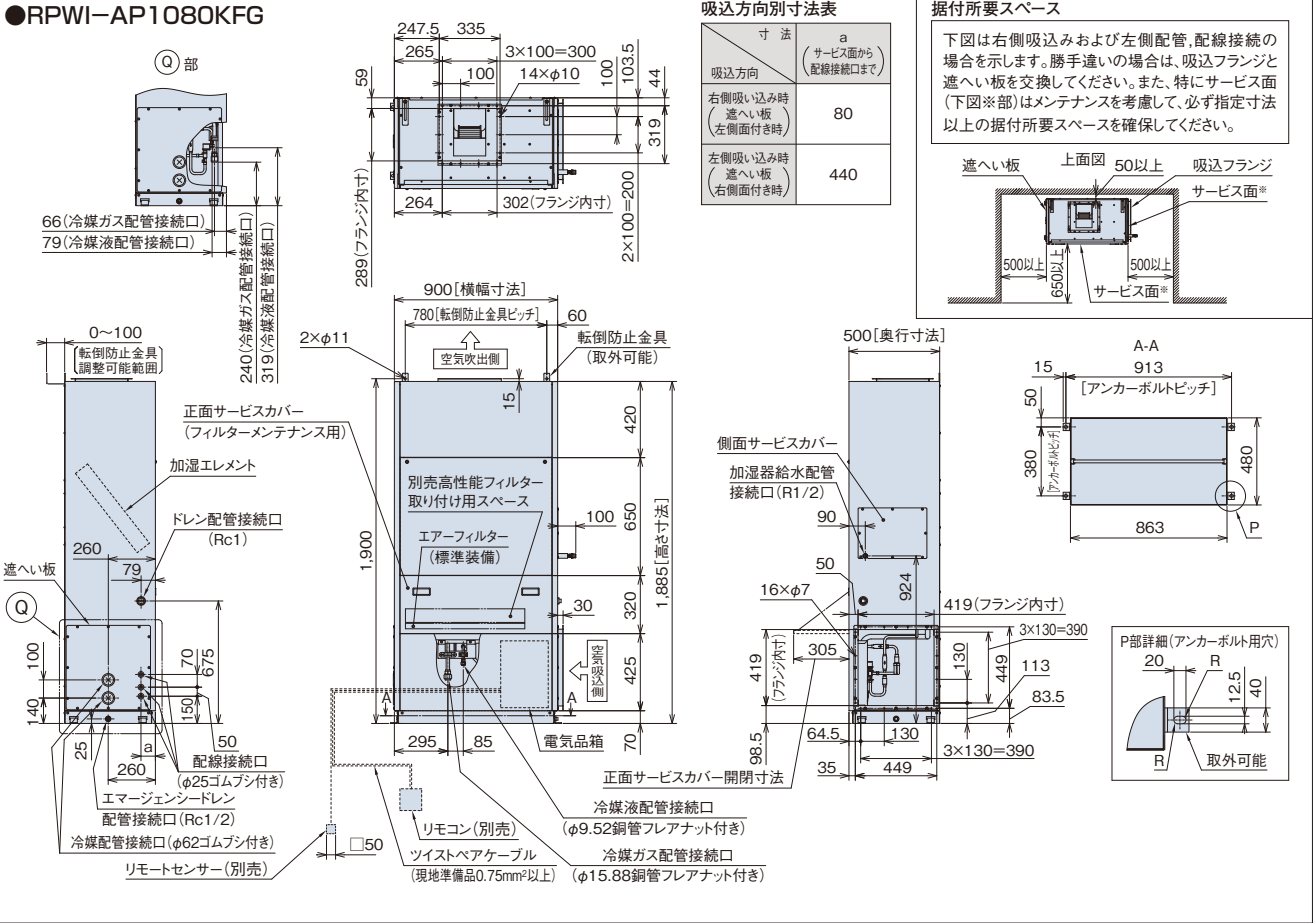 ●RPWI−AP1080KFG
Q 部
66(冷媒ガス配管接続口)
79(冷媒液配管接続口)
240(冷媒ガス配管接続口)
319(冷媒液配管接続口)
247.5
335
265
3×100=300
100
14×φ10
59
100
103.5
44
319
289(フランジ内寸)
264
302(フランジ内寸)
2×100=200
吸込方向別寸法表
寸　法
吸込方向
a
(サービス面から
配線接続口まで)
右側吸い込み時
(遮へい板
左側面付き時)
80
左側吸い込み時
(遮へい板
右側面付き時)
440
据付所要スペース
下図は右側吸込みおよび左側配管,配線接続の
場合を示します。勝手違いの場合は、吸込フランジと
遮へい板を交換してください。また、特にサービス面
(下図※部)はメンテナンスを考慮して、必ず指定寸法
以上の据付所要スペースを確保してください。
遮へい板
上面図
50以上
吸込フランジ
サービス面※
500以上
650以上
500以上
サービス面※
0〜100
[転倒防止金具
調整可能範囲]
加湿エレメント
ドレン配管接続口
(Rc1)
260
79
遮へい板
Q
100
140
70
675
150
25
a
50
260
配線接続口
(φ25ゴムブシ付き)
エマージェンシードレン
配管接続口(Rc1/2)
冷媒配管接続口(φ62ゴムブシ付き)
リモートセンサー(別売)
900[横幅寸法]
780[転倒防止金具ピッチ]
60
2×φ11
空気吹出側
転倒防止金具
(取外可能)
15
正面サービスカバー
(フィルターメンテナンス用)
別売高性能フィルター
取り付け用スペース
エアーフィルター
(標準装備)
1,900
420
650
100
1,885[高さ寸法]
320
30
425
空気吸込側
A
A
295
85
電気品箱
70
正面サービスカバー開閉寸法
冷媒液配管接続口
(φ9.52銅管フレアナット付き)
リモコン(別売)
□50
ツイストペアケーブル
(現地準備品0.75mm²以上)
冷媒ガス配管接続口
(φ15.88銅管フレアナット付き)
500[奥行寸法]
側面サービスカバー
加湿器給水配管
接続口(R1/2)
90
50
924
16×φ7
419(フランジ内寸)
3×130=390
419
(フランジ内寸)
305
130
449
113
83.5
98.5
64.5
130
3×130=390
35
449
A-A
15
913
[アンカーボルトピッチ]
50
380
[アンカーボルトピッチ]
480
863
P
P部詳細(アンカーボルト用穴)
20
R
12.5
40
R
取外可能